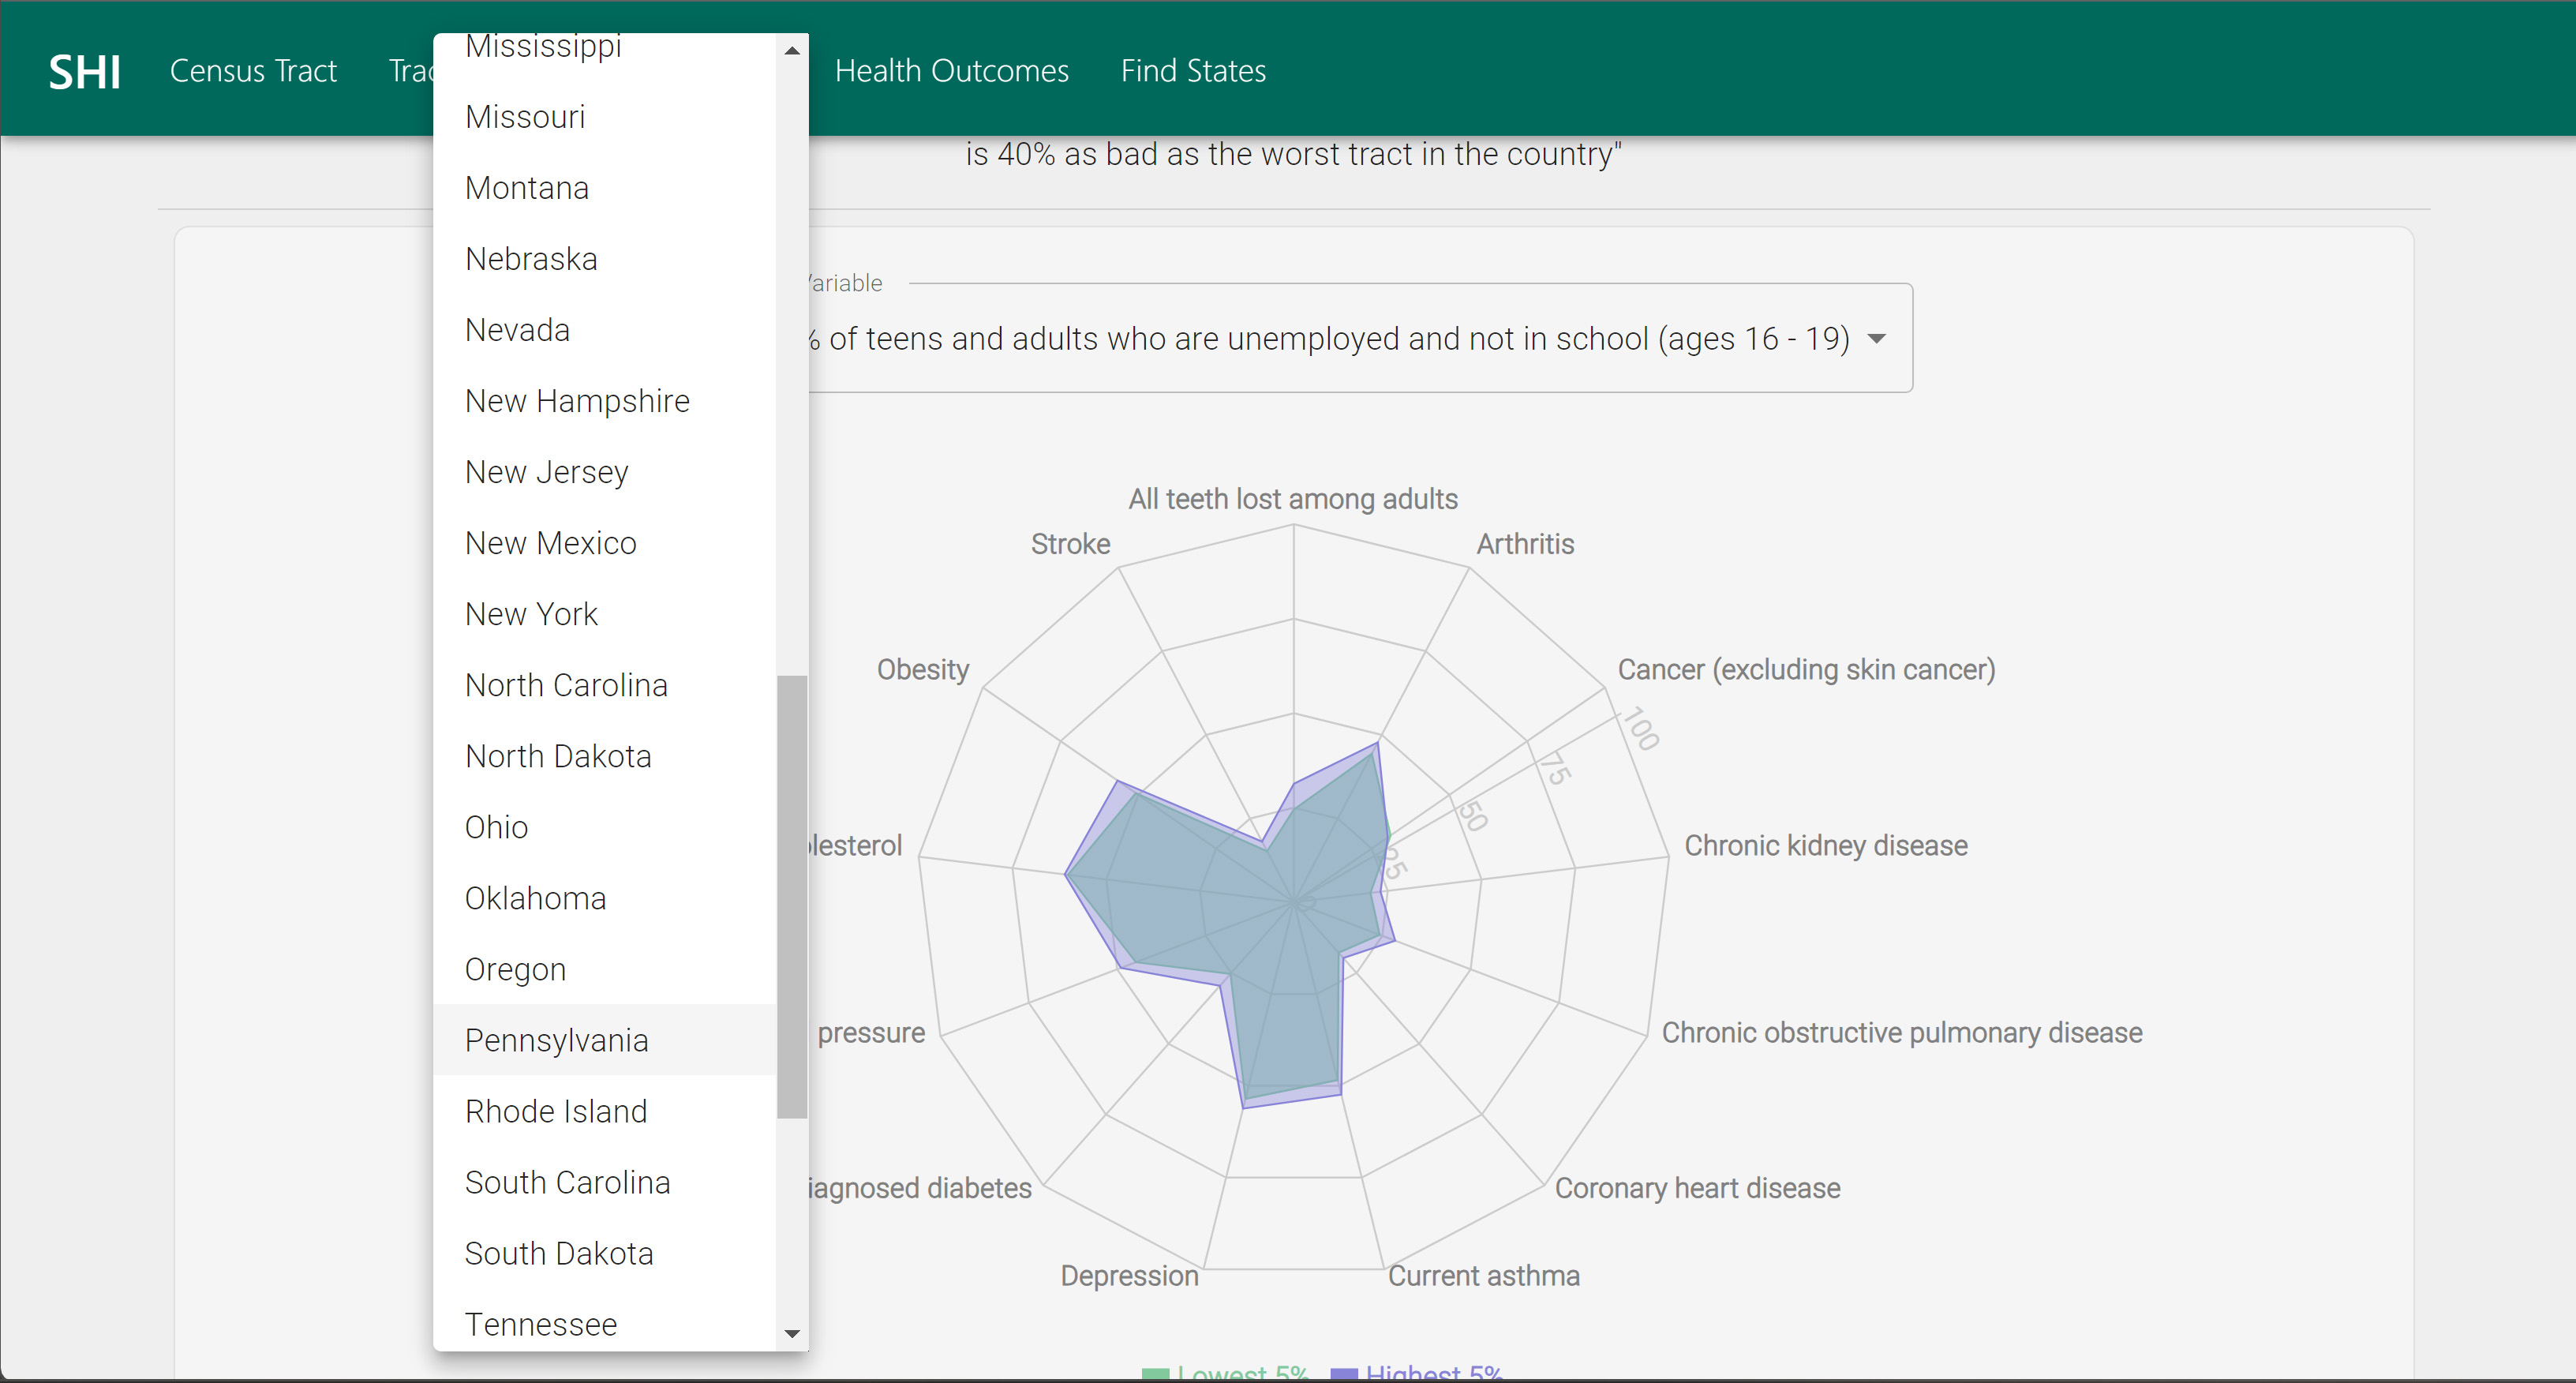 SHI
Census Tract
Health Outcomes
Find States
is 40% as bad as the worst tract in the country"
Mississippi
Missouri
Montana
Nebraska
Nevada
New Hampshire
New Jersey
New Mexico
New York
North Carolina
North Dakota
Ohio
Oklahoma
Oregon
Pennsylvania
Rhode Island
South Carolina
South Dakota
Tennessee
Variable
% of teens and adults who are unemployed and not in school (ages 16 - 19)
All teeth lost among adults
Stroke
Arthritis
Obesity
Cancer (excluding skin cancer)
100
75
50
25
0
Chronic kidney disease
pressure
Chronic obstructive pulmonary disease
diabetes
Coronary heart disease
Depression
Current asthma
Lowest 5%
Highest 5%